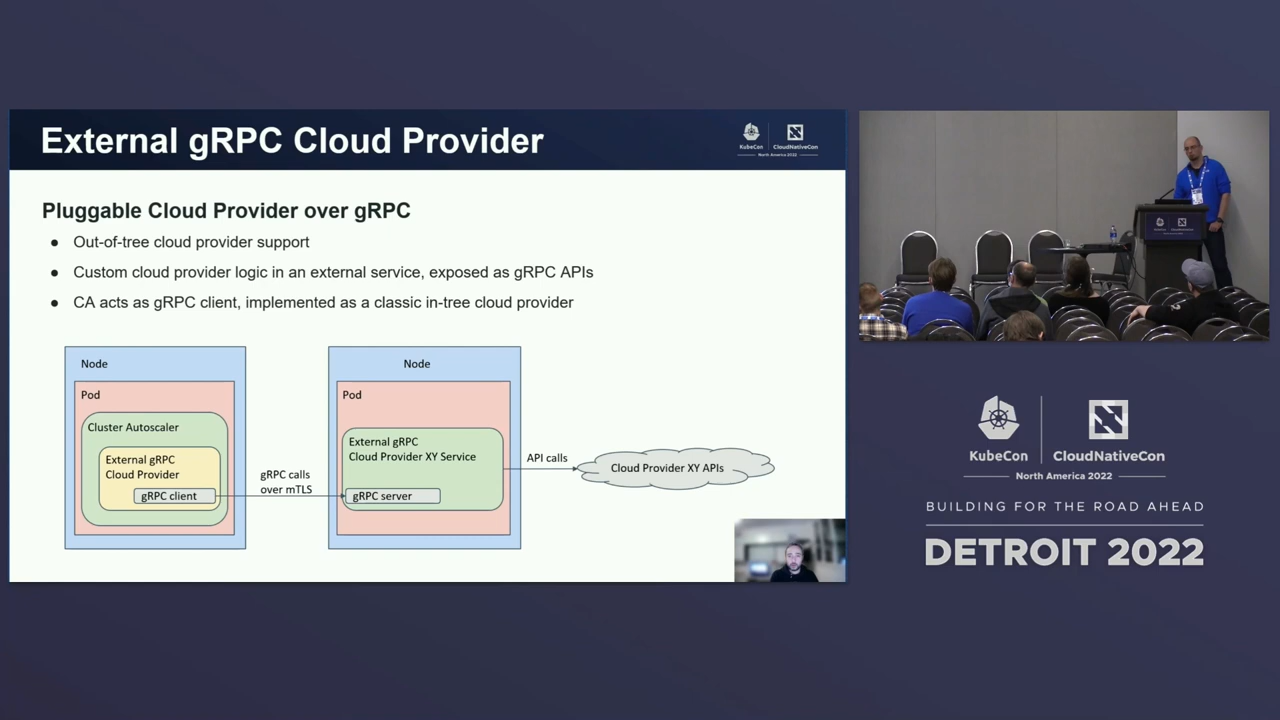 External gRPC Cloud Provider
KubeCon
CloudNativeCon
North America 2022
Pluggable Cloud Provider over gRPC
● Out-of-tree cloud provider support
● Custom cloud provider logic in an external service, exposed as gRPC APIs
● CA acts as gRPC client, implemented as a classic in-tree cloud provider
Node
Pod
Cluster Autoscaler
External gRPC
Cloud Provider
gRPC client
gRPC calls
over mTLS
Node
Pod
External gRPC
Cloud Provider XY Service
gRPC server
API calls
Cloud Provider XY APIs
KubeCon
CloudNativeCon
North America 2022
BUILDING FOR THE ROAD AHEAD
DETROIT 2022